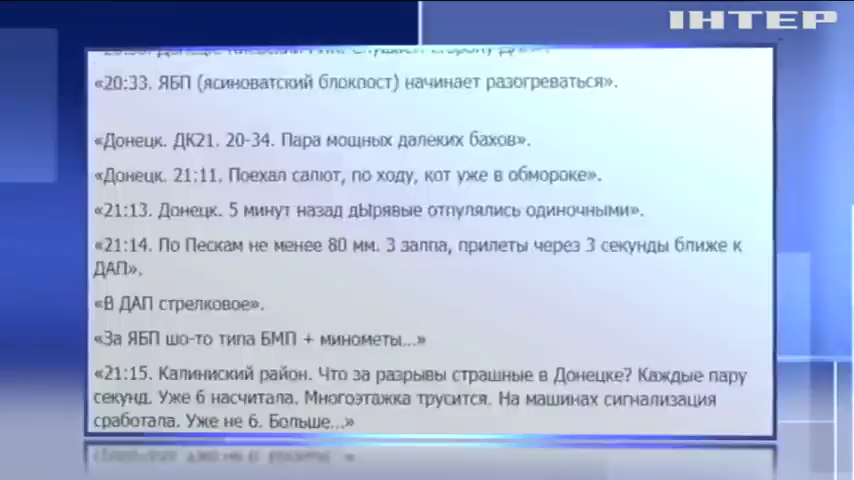 ІНТЕР
«20:33. ЯБП (ясиноватский блокпост) начинает разогреваться».
«Донецк. ДК21. 20-34. Пара мощных далеких бахов».
«Донецк. 21:11. Поехал салют, по ходу, кот уже в обмороке».
«21:13. Донецк. 5 минут назад дырявые отпулялись одиночными».
«21:14. По Пескам не менее 80 мм. 3 залпа, прилеты через 3 секунды ближе к
ДАП».
«В ДАП стрелковое».
«За ЯБП шо-то типа БМП + минометы...»
«21:15. Калиниский район. Что за разрывы страшные в Донецке? Каждые пару
секунд. Уже 6 насчитала. Многоэтажка трусится. На машинах сигнализация
сработала. Уже не 6. Больше...»